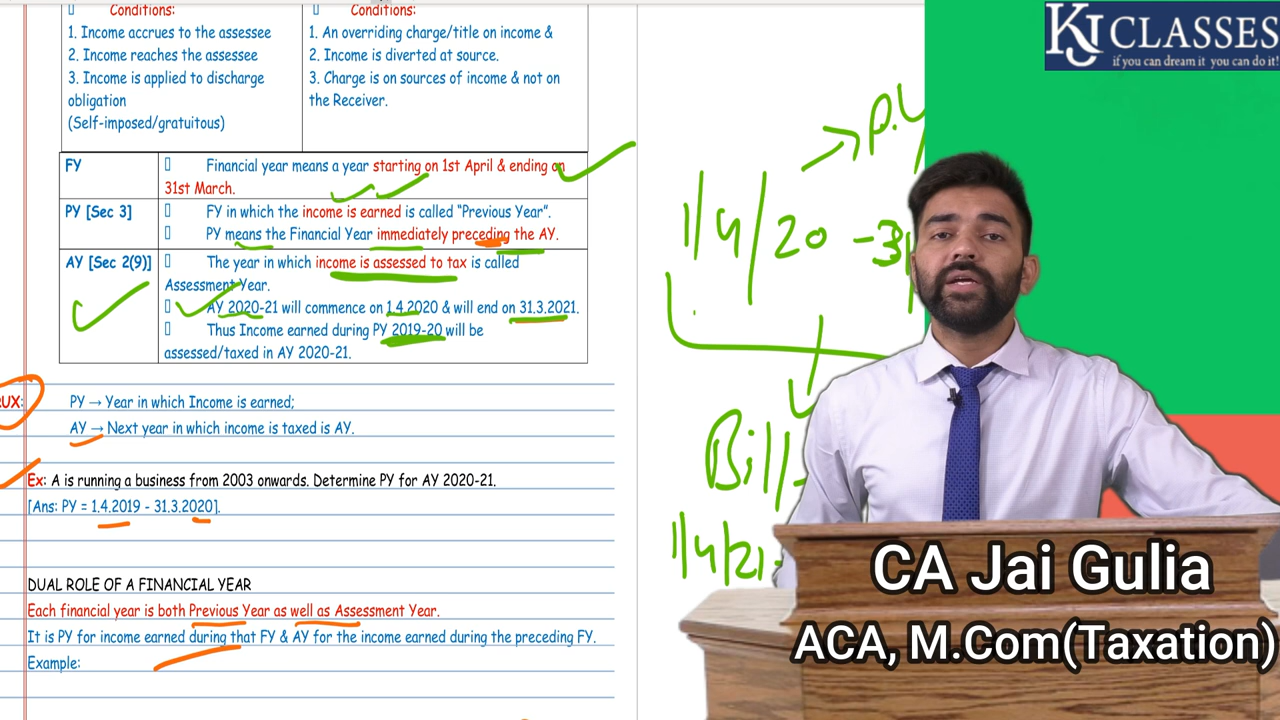 Conditions:
1. Income accrues to the assessee
2. Income reaches the assessee
3. Income is applied to discharge
obligation
(Self-imposed/gratuitous)
Conditions:
1. An overriding charge/title on income &
2. Income is diverted at source.
3. Charge is on sources of income & not on
the Receiver.
FY
Financial year means a year starting on 1st April & ending on
31st March.
PY [Sec 3]
FY in which the income is earned is called "Previous Year".
PY means the Financial Year immediately preceding the AY.
AY [Sec 2(9)]
The year in which income is assessed to tax is called
Assessment Year.
AY 2020-21 will commence on 1.4.2020 & will end on 31.3.2021.
Thus Income earned during PY 2019-20 will be
assessed/taxed in AY 2020-21.
RUX:
PY → Year in which Income is earned;
AY → Next year in which income is taxed is AY.
Ex: A is running a business from 2003 onwards. Determine PY for AY 2020-21.
[Ans: PY = 1.4.2019 - 31.3.2020].
DUAL ROLE OF A FINANCIAL YEAR
Each financial year is both Previous Year as well as Assessment Year.
It is PY for income earned during that FY & AY for the income earned during the preceding FY.
Example:
P.Y
1/4/20 - 31
Bill
1/4/21
KJ CLASSES
if you can dream it you can do it!
CA Jai Gulia
ACA, M.Com(Taxation)